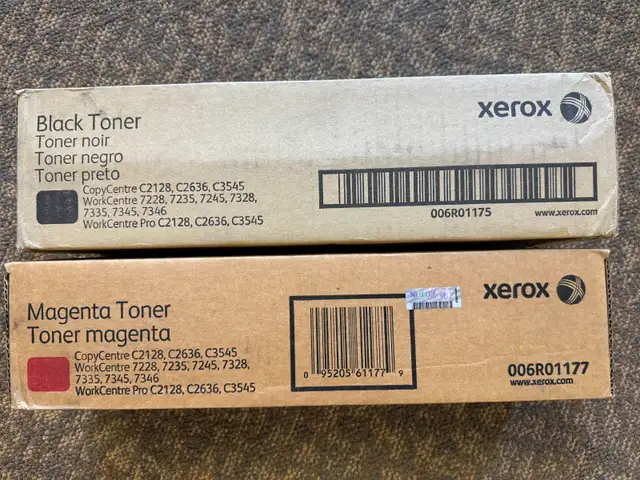 Black Toner
Toner noir
Toner negro
Toner preto
CopyCentre C2128, C2636, C3545
WorkCentre 7228, 7235, 7245, 7328,
7335, 7345, 7346
WorkCentre Pro C2128, C2636, C3545
xerox
006R01175
www.xerox.com
Magenta Toner
Toner magenta
CopyCentre C2128, C2636, C3545
WorkCentre 7228, 7235, 7245, 7328,
7335, 7345, 7346
WorkCentre Pro C2128, C2636, C3545
0 95205 61177 9
xerox
006R01177
www.xerox.com